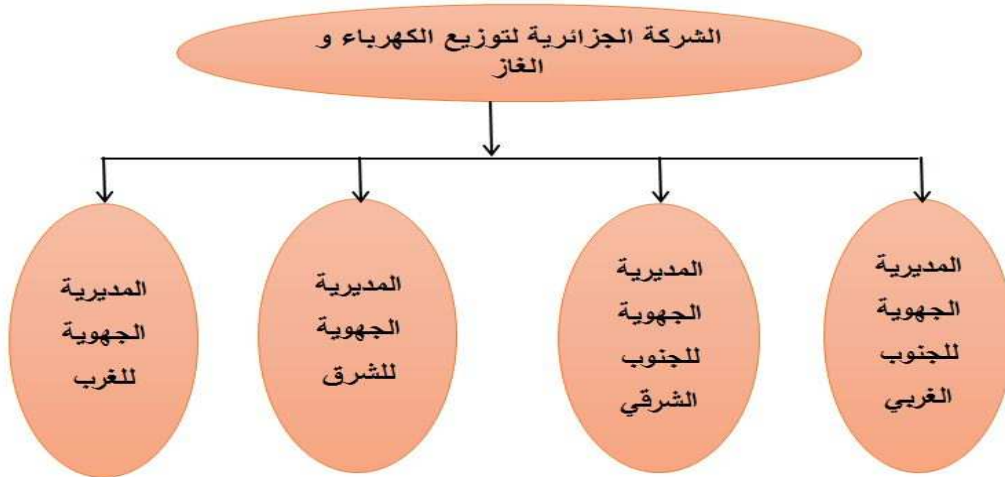 الشركة الجزائرية لتوزيع الكهرباء و
الغاز
المديرية
الجهوية
للجنوب
الغربي
المديرية
الجهوية
للجنوب
الشرقي
المديرية
الجهوية
للشرق
المديرية
الجهوية
للغرب